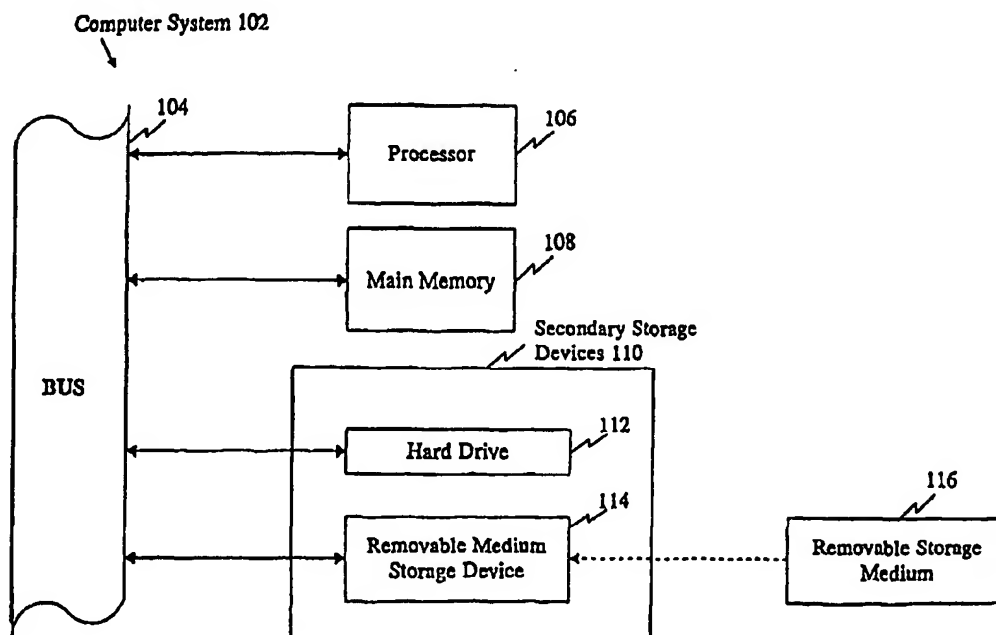 Computer System 102
104
106
Processor
108
Main Memory
Secondary Storage
Devices 110
BUS
112
Hard Drive
114
Removable Medium
Storage Device
116
Removable Storage
Medium